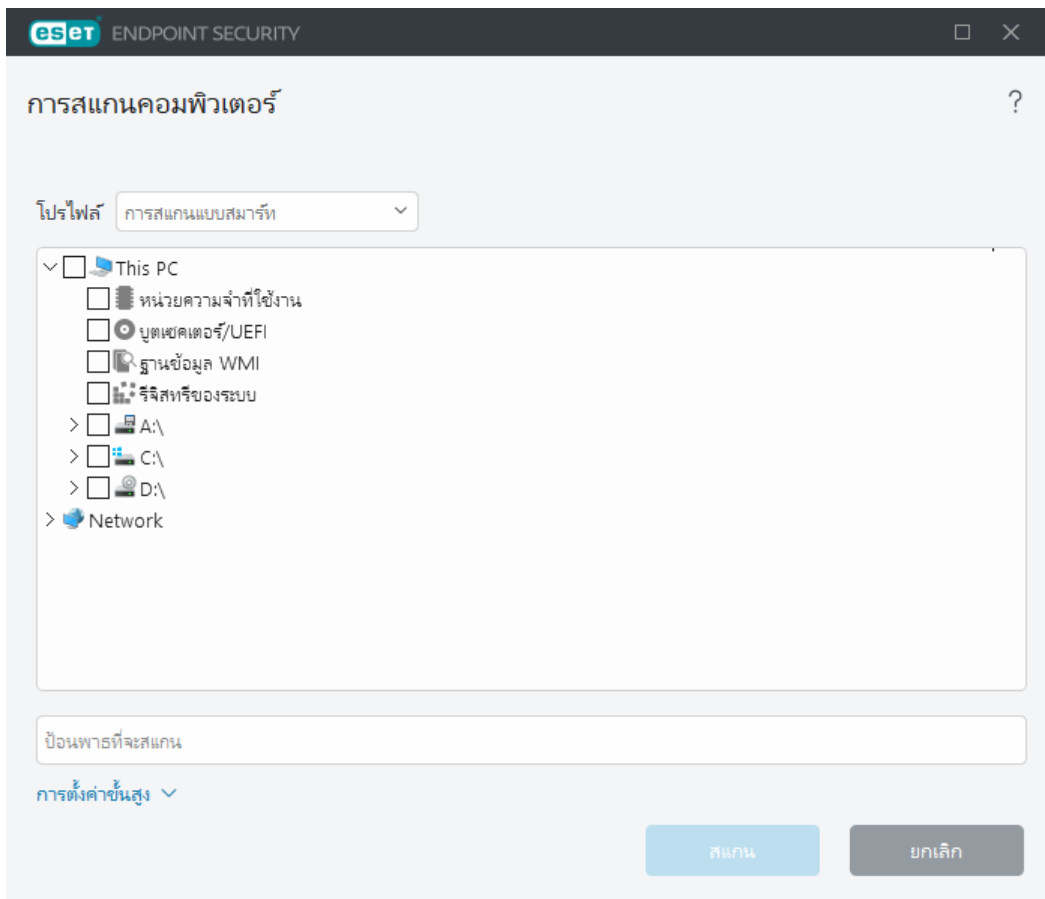 eset ENDPOINT SECURITY
การสแกนคอมพิวเตอร์
?
โปรไฟล์ การสแกนแบบสมาร์ท
This PC
หน่วยความจำที่ใช้งาน
บูตเซคเตอร์/UEFI
ฐานข้อมูล WMI
รีจิสทรีของระบบ
A:\
C:\
D:\
Network
ป้อนพาธที่จะสแกน
การตั้งค่าขั้นสูง
สแกน ยกเลิก